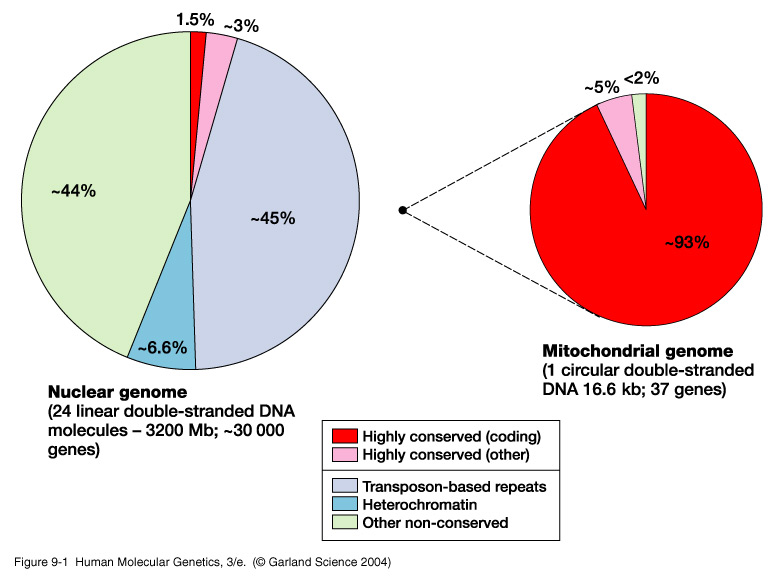 1.5%
~3%
~44%
~45%
~6.6%
Nuclear genome
(24 linear double-stranded DNA
molecules – 3200 Mb; ~30 000
genes)
~5%
<2%
~93%
Mitochondrial genome
(1 circular double-stranded
DNA 16.6 kb; 37 genes)
Highly conserved (coding)
Highly conserved (other)
Transposon-based repeats
Heterochromatin
Other non-conserved
Figure 9-1 Human Molecular Genetics, 3/e. (© Garland Science 2004)